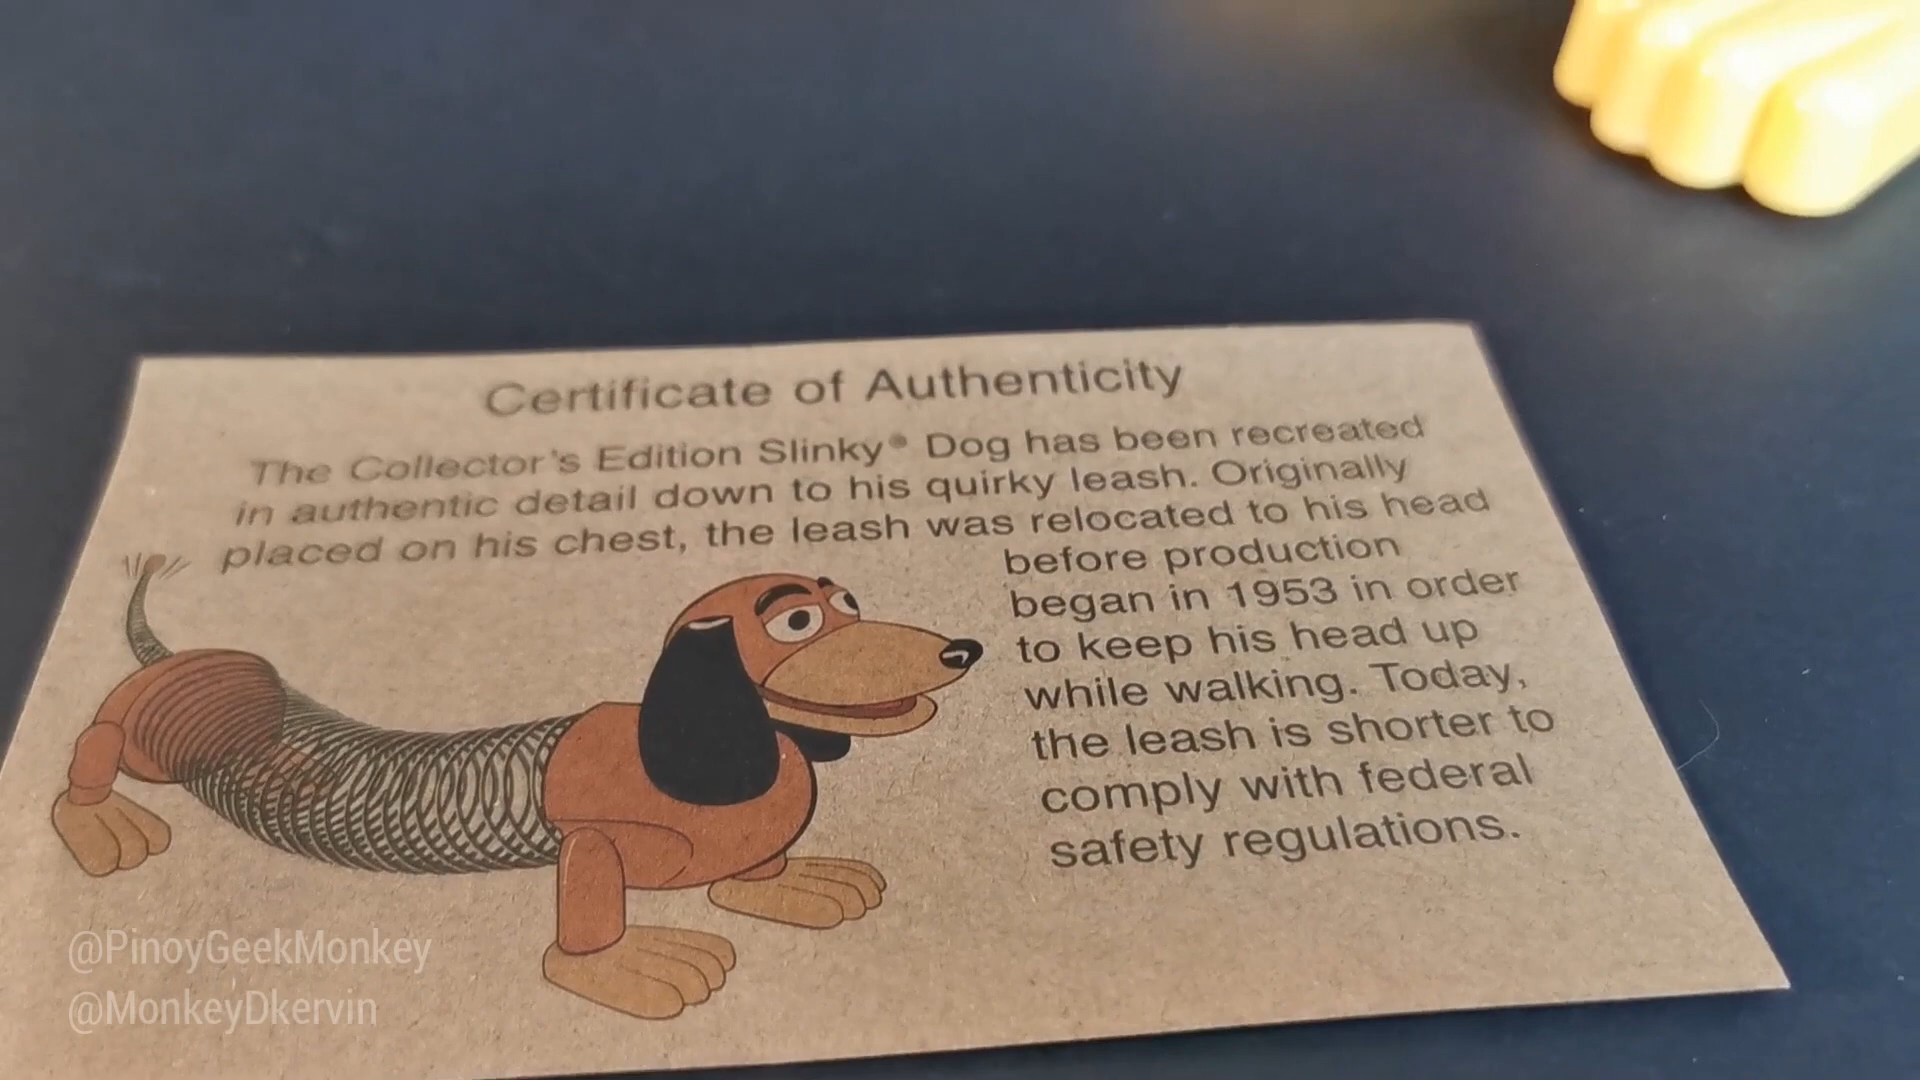 Certificate of Authenticity
The Collector's Edition Slinky® Dog has been recreated
in authentic detail down to his quirky leash. Originally
placed on his chest, the leash was relocated to his head
before production
began in 1953 in order
to keep his head up
while walking. Today,
the leash is shorter to
comply with federal
safety regulations.
@PinoyGeekMonkey
@MonkeyDkervin